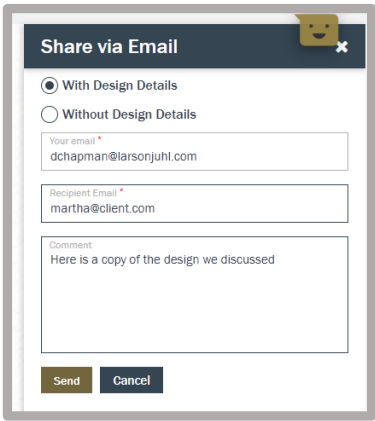 Share via Email
With Design Details
Without Design Details
Your email *
dchapman@larsonjuhl.com
Recipient Email *
martha@client.com
Comment
Here is a copy of the design we discussed
Send Cancel